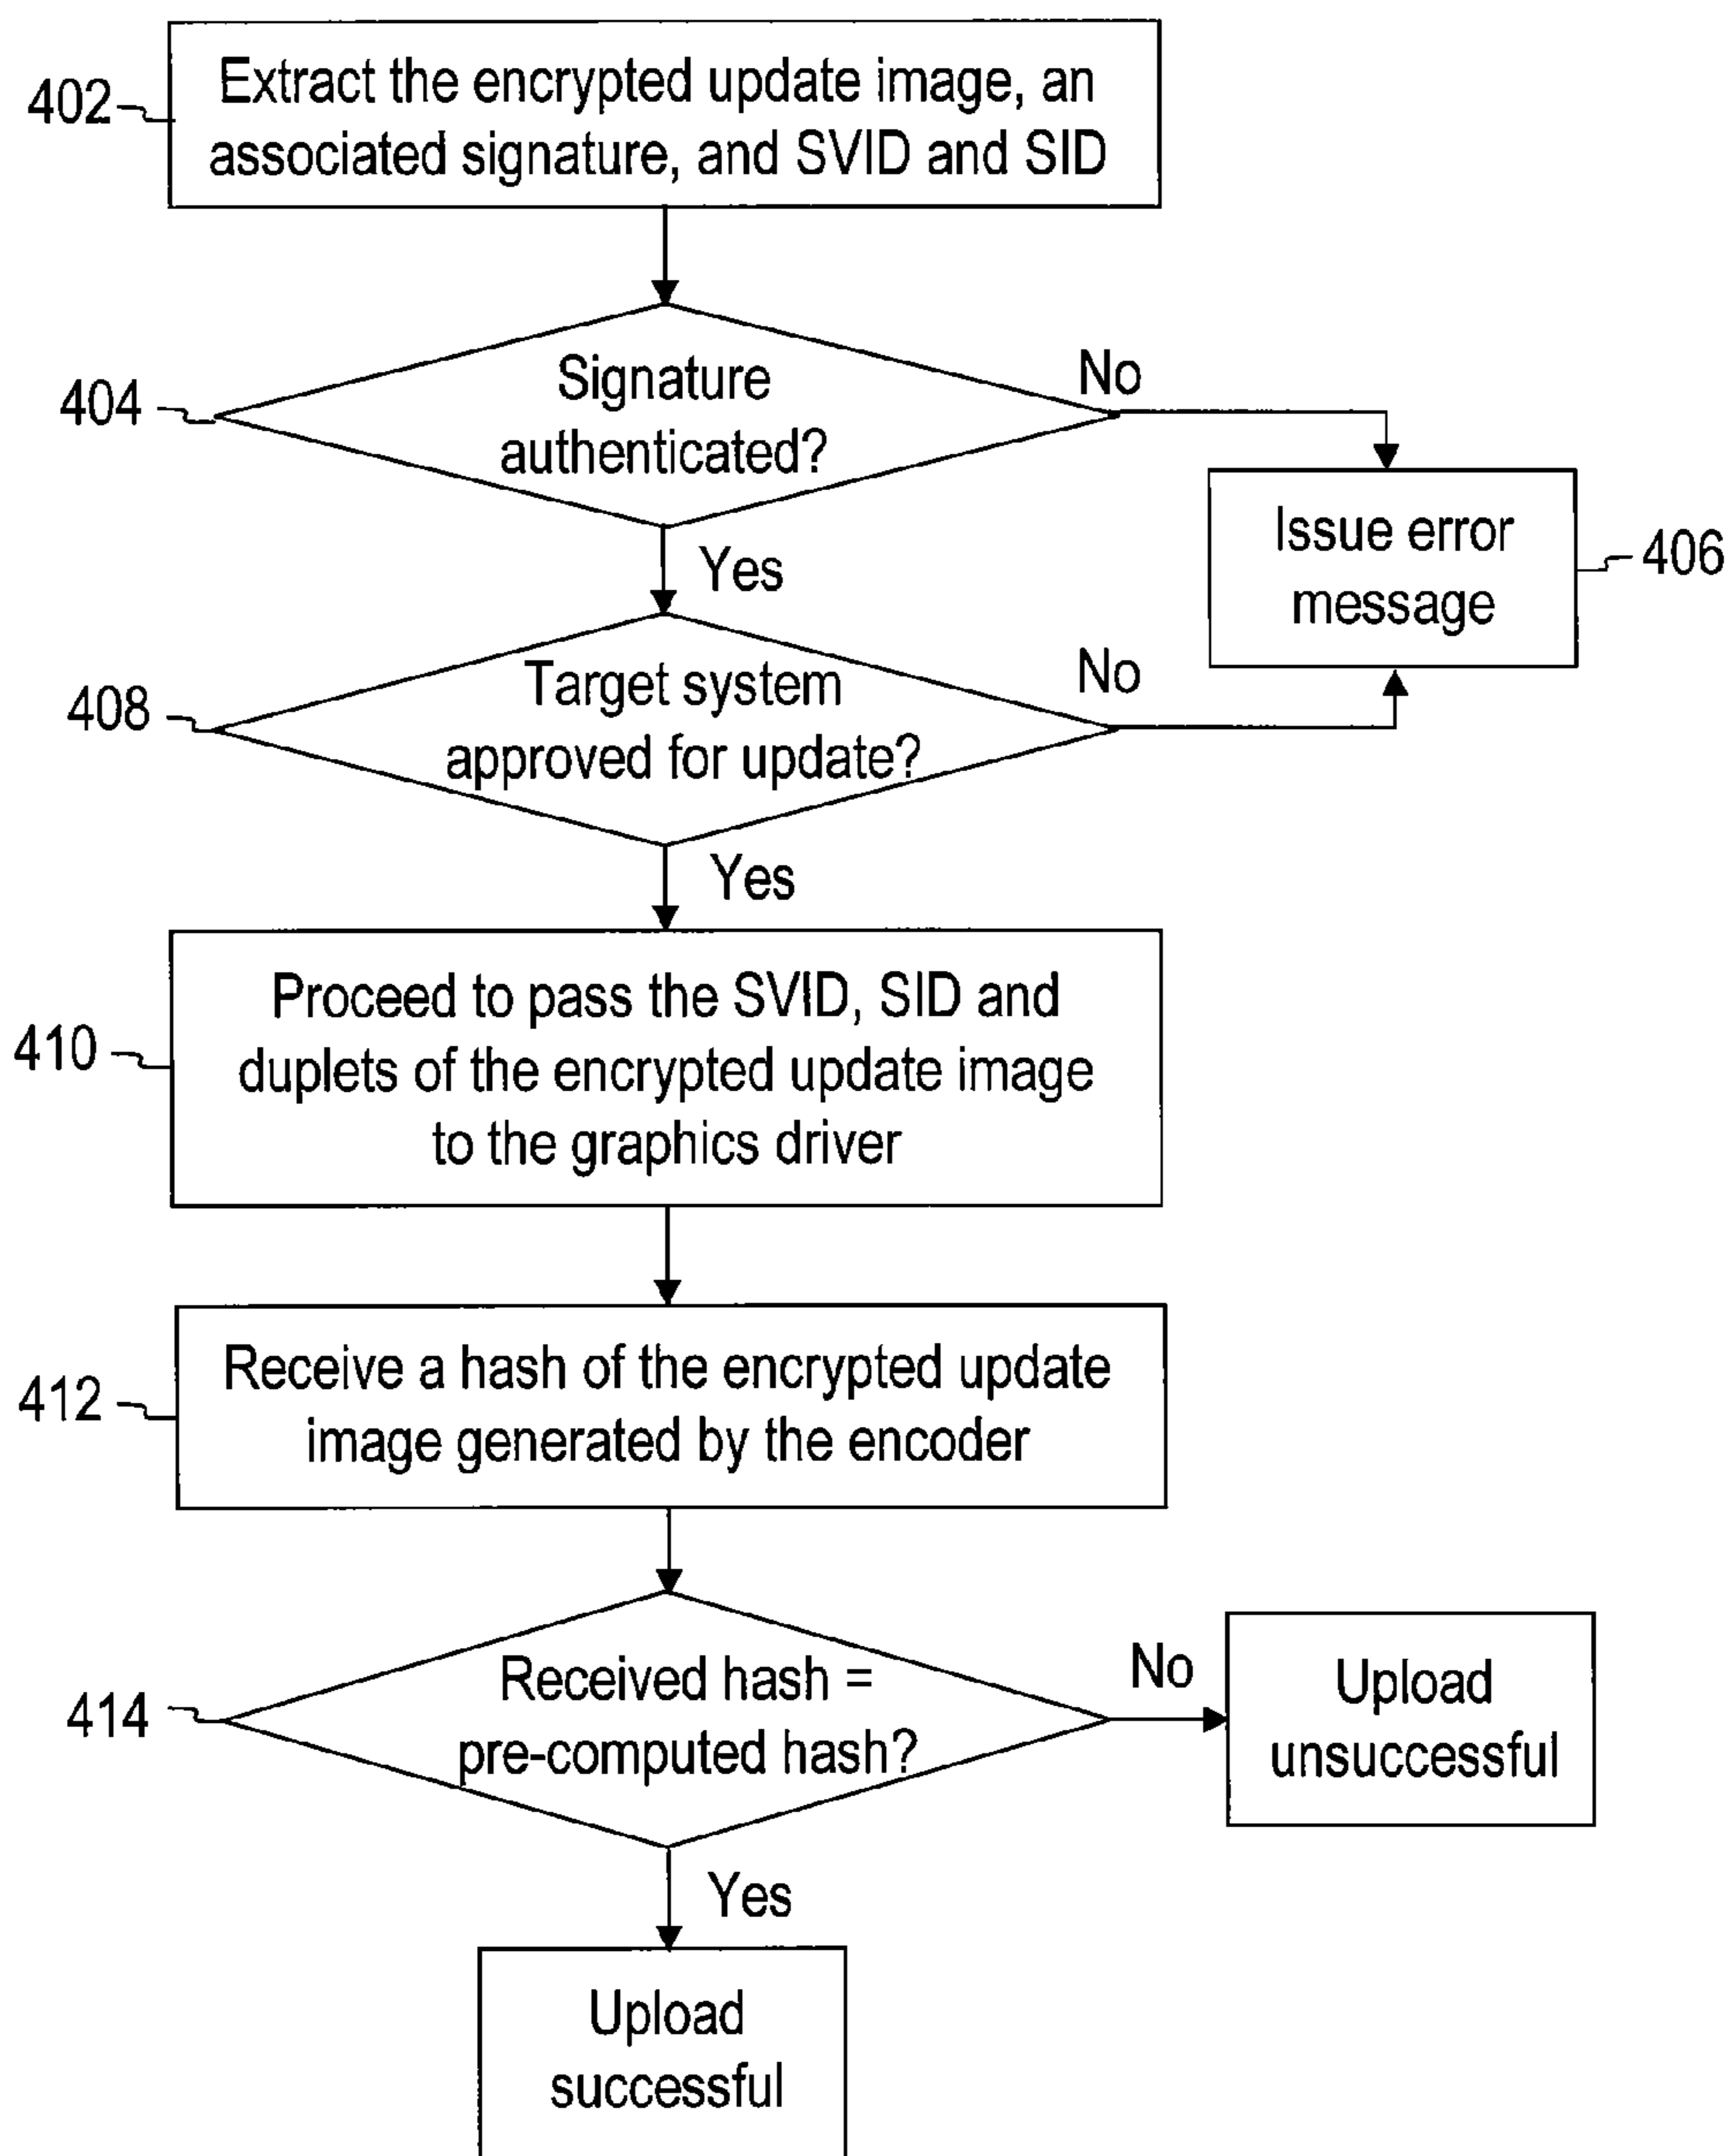 402
Extract the encrypted update image, an
associated signature, and SVID and SID
404
Signature
authenticated?
No
Issue error
message
406
Yes
408
Target system
approved for update?
No
Yes
410
Proceed to pass the SVID, SID and
duplets of the encrypted update image
to the graphics driver
412
Receive a hash of the encrypted update
image generated by the encoder
414
Received hash =
pre-computed hash?
No
Upload
unsuccessful
Yes
Upload
successful